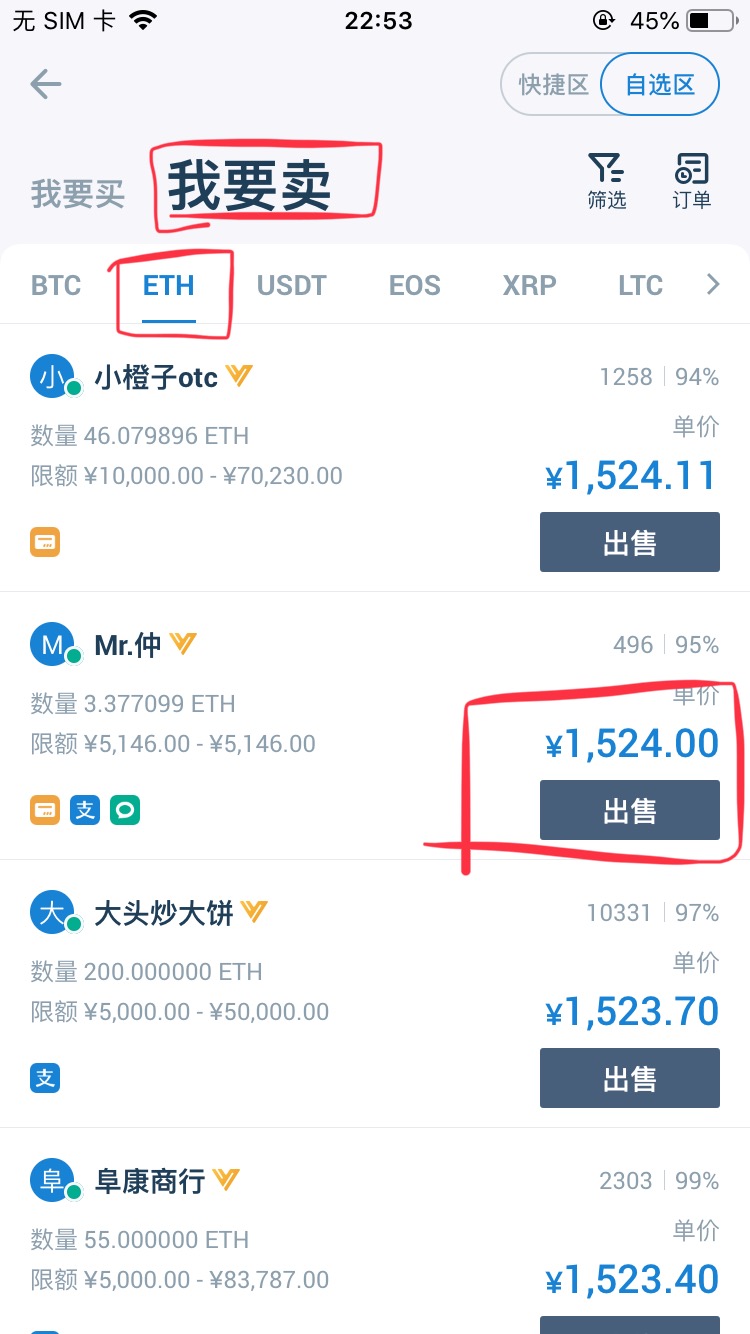 无 SIM 卡 22:53 45%
快捷区 自选区
我要买 我要卖 筛选 订单
BTC ETH USDT EOS XRP LTC
小 小橙子otc 1258 94%
数量 46.079896 ETH 单价
限额 ¥10,000.00 - ¥70,230.00 ¥1,524.11
出售
M Mr.仲 496 95%
数量 3.377099 ETH 单价
限额 ¥5,146.00 - ¥5,146.00 ¥1,524.00
支 出售
大 大头炒大饼 10331 97%
数量 200.000000 ETH 单价
限额 ¥5,000.00 - ¥50,000.00 ¥1,523.70
支 出售
阜 阜康商行 2303 99%
数量 55.000000 ETH 单价
限额 ¥5,000.00 - ¥83,787.00 ¥1,523.40